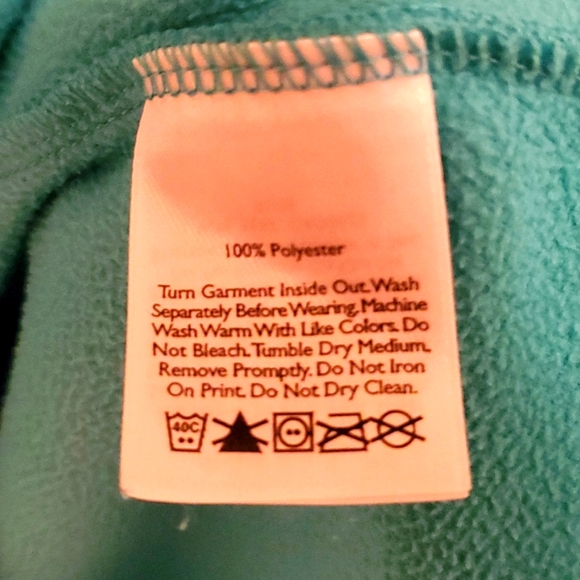 100% Polyester
Turn Garment Inside Out. Wash
Separately Before Wearing. Machine
Wash Warm With Like Colors. Do
Not Bleach. Tumble Dry Medium,
Remove Promptly. Do Not Iron
On Print. Do Not Dry Clean.
40C